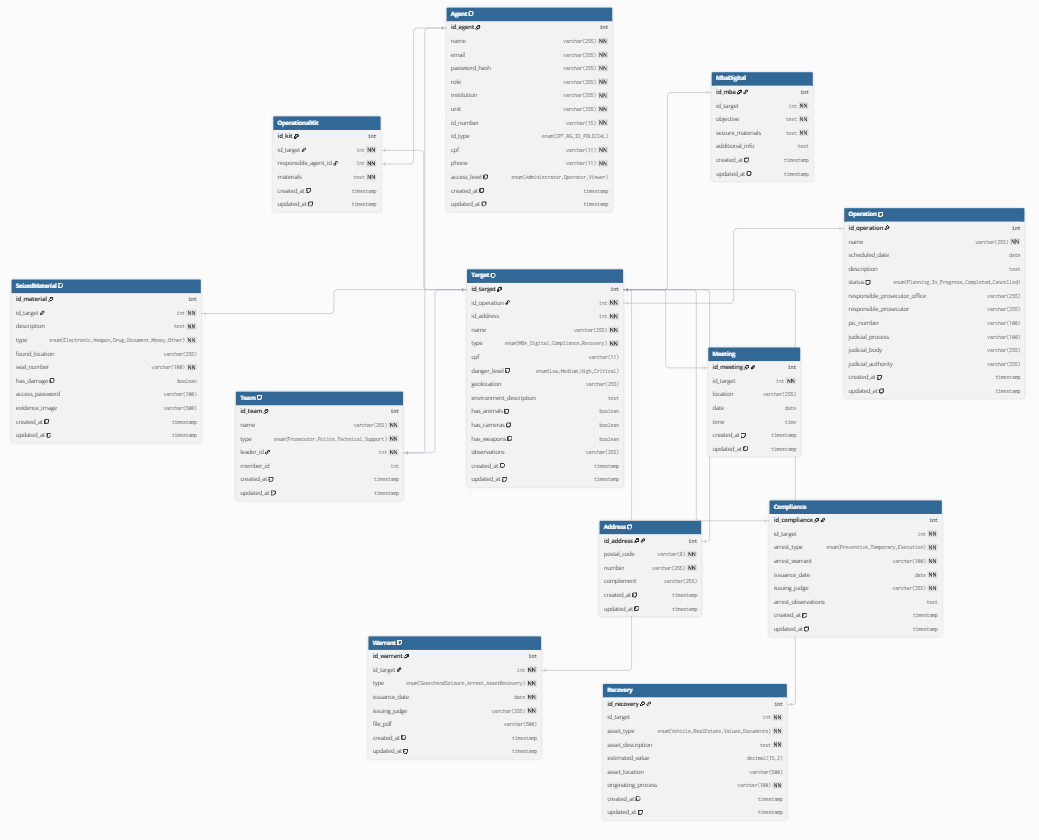 Agent
id_agent int
name varchar(255) NN
email varchar(255) NN
password_hash varchar(255) NN
role varchar(255) NN
institution varchar(255) NN
unit varchar(255) NN
id_number varchar(15) NN
id_type enum(CPF,RG,ID_POLICIAL)
cpf varchar(11) NN
phone varchar(11) NN
access_level enum(Administrator,Operator,Viewer)
created_at timestamp
updated_at timestamp
MbaDigital
id_mba int
id_target int NN
objective text NN
seizure_materials text NN
additional_info text
created_at timestamp
updated_at timestamp
OperationalKit
id_kit int
id_target int NN
responsible_agent_id int NN
materials text NN
created_at timestamp
updated_at timestamp
Operation
id_operation int
name varchar(255) NN
scheduled_date date
description text
status enum(Planning,In_Progress,Completed,Cancelled)
responsible_prosecutor_office varchar(255)
responsible_prosecutor varchar(255)
pic_number varchar(100)
judicial_process varchar(100)
judicial_body varchar(255)
judicial_authority varchar(255)
created_at timestamp
updated_at timestamp
Target
id_target int
id_operation int NN
id_address int NN
name varchar(255) NN
type enum(MBA_Digital,Compliance,Recovery) NN
cpf varchar(11)
danger_level enum(Low,Medium,High,Critical)
geolocation varchar(255)
environment_description text
has_animals boolean
has_cameras boolean
has_weapons boolean
observations varchar(255)
created_at timestamp
updated_at timestamp
SeizedMaterial
id_material int
id_target int NN
description text NN
type enum(Electronic,Weapon,Drug,Document,Money,Other) NN
found_location varchar(255)
seal_number varchar(100) NN
has_damage boolean
access_password varchar(100)
evidence_image varchar(500)
created_at timestamp
updated_at timestamp
Meeting
id_meeting int
id_target int NN
location varchar(255)
date date
time time
created_at timestamp
updated_at timestamp
Team
id_team int
name varchar(255) NN
type enum(Prosecutor,Police,Technical,Support) NN
leader_id int NN
member_id int
created_at timestamp
updated_at timestamp
Compliance
id_compliance int
id_target int NN
arrest_type enum(Preventive,Temporary,Execution) NN
arrest_warrant varchar(100) NN
issuance_date date NN
issuing_judge varchar(255) NN
arrest_observations text
created_at timestamp
updated_at timestamp
Address
id_address int
postal_code varchar(8) NN
number varchar(255) NN
complement varchar(255)
created_at timestamp
updated_at timestamp
Warrant
id_warrant int
id_target int NN
type enum(SearchAndSeizure,Arrest,AssetRecovery) NN
issuance_date date NN
issuing_judge varchar(255) NN
file_pdf varchar(500)
created_at timestamp
updated_at timestamp
Recovery
id_recovery int
id_target int NN
asset_type enum(Vehicle,RealEstate,Values,Documents) NN
asset_description text NN
estimated_value decimal(15,2)
asset_location varchar(500)
originating_process varchar(100) NN
created_at timestamp
updated_at timestamp